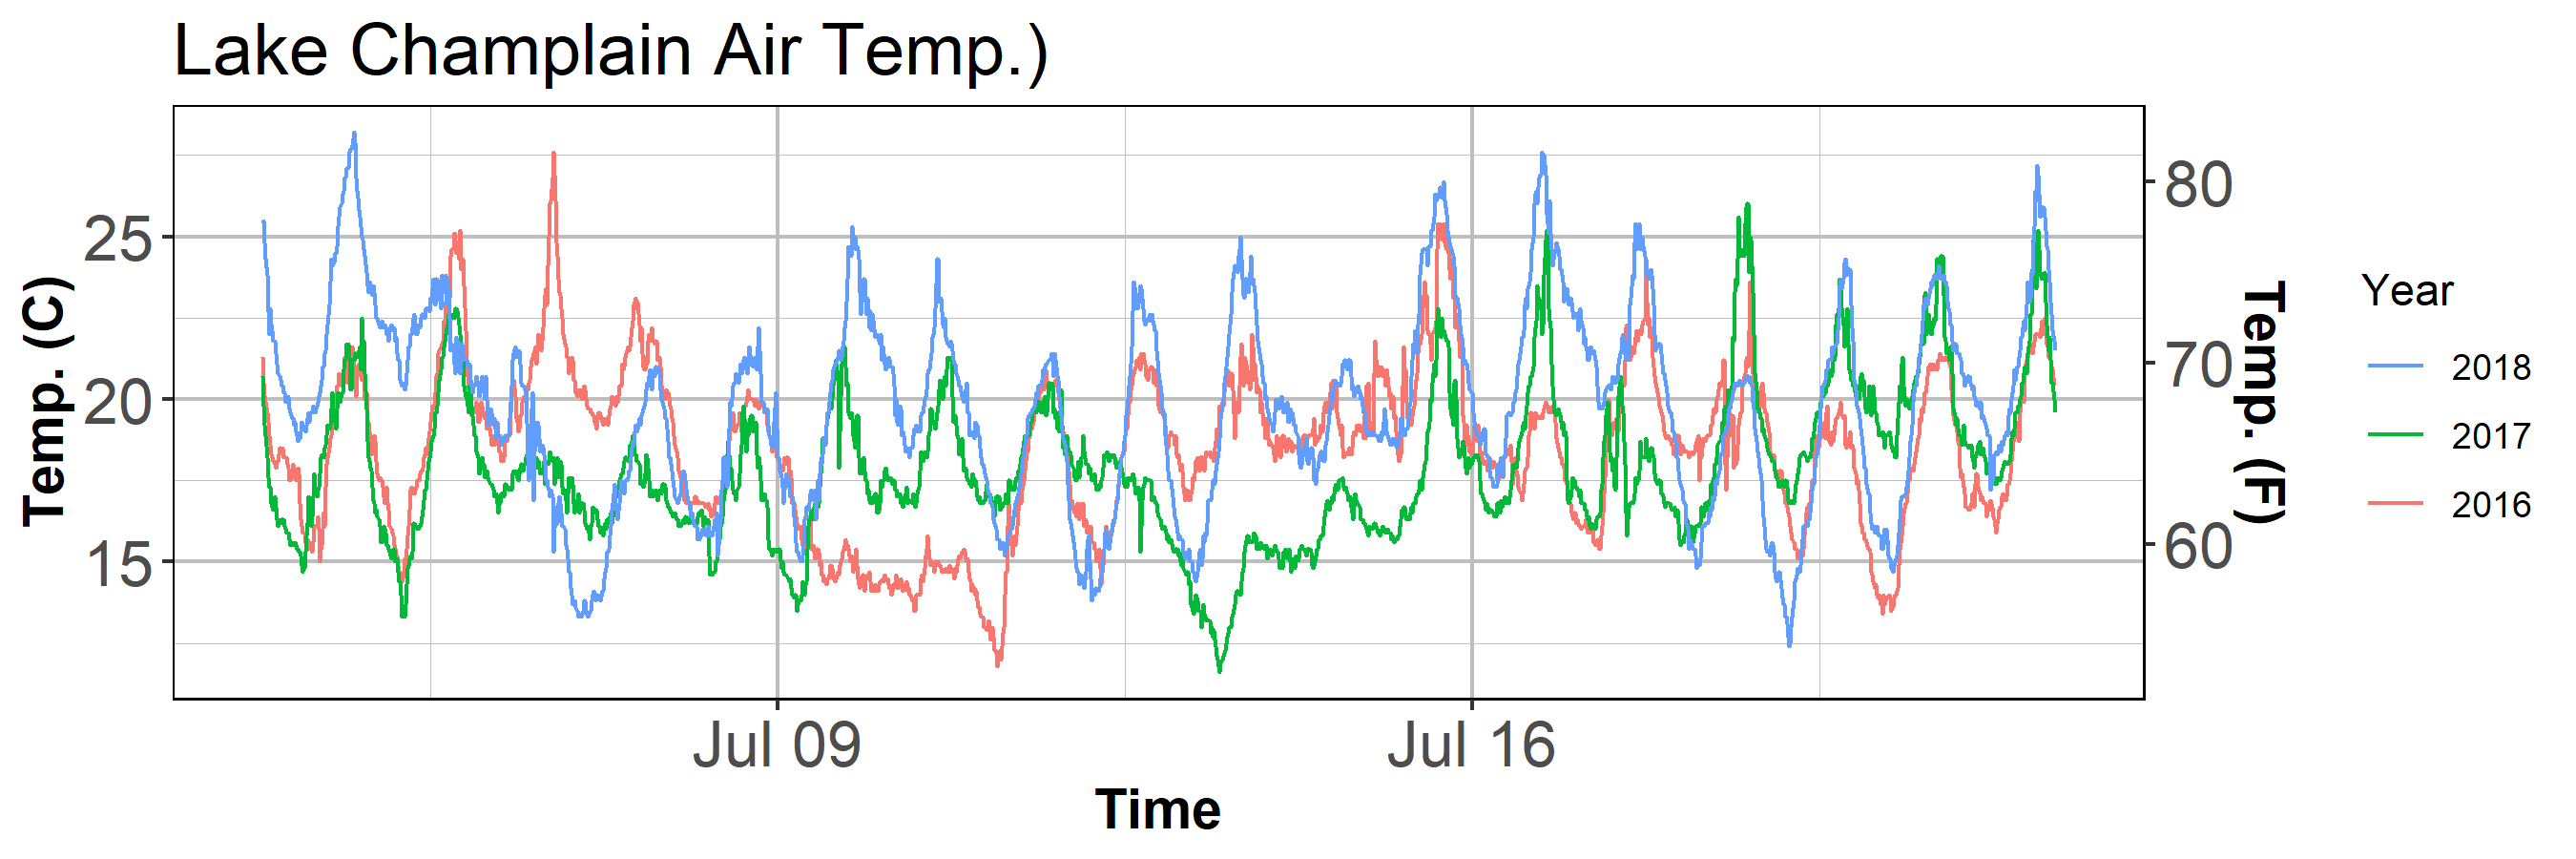 Lake Champlain Air Temp.)
Temp. (C)
25
20
15
80
70
60
Temp. (F)
Jul 09
Jul 16
Time
Year
2018
2017
2016